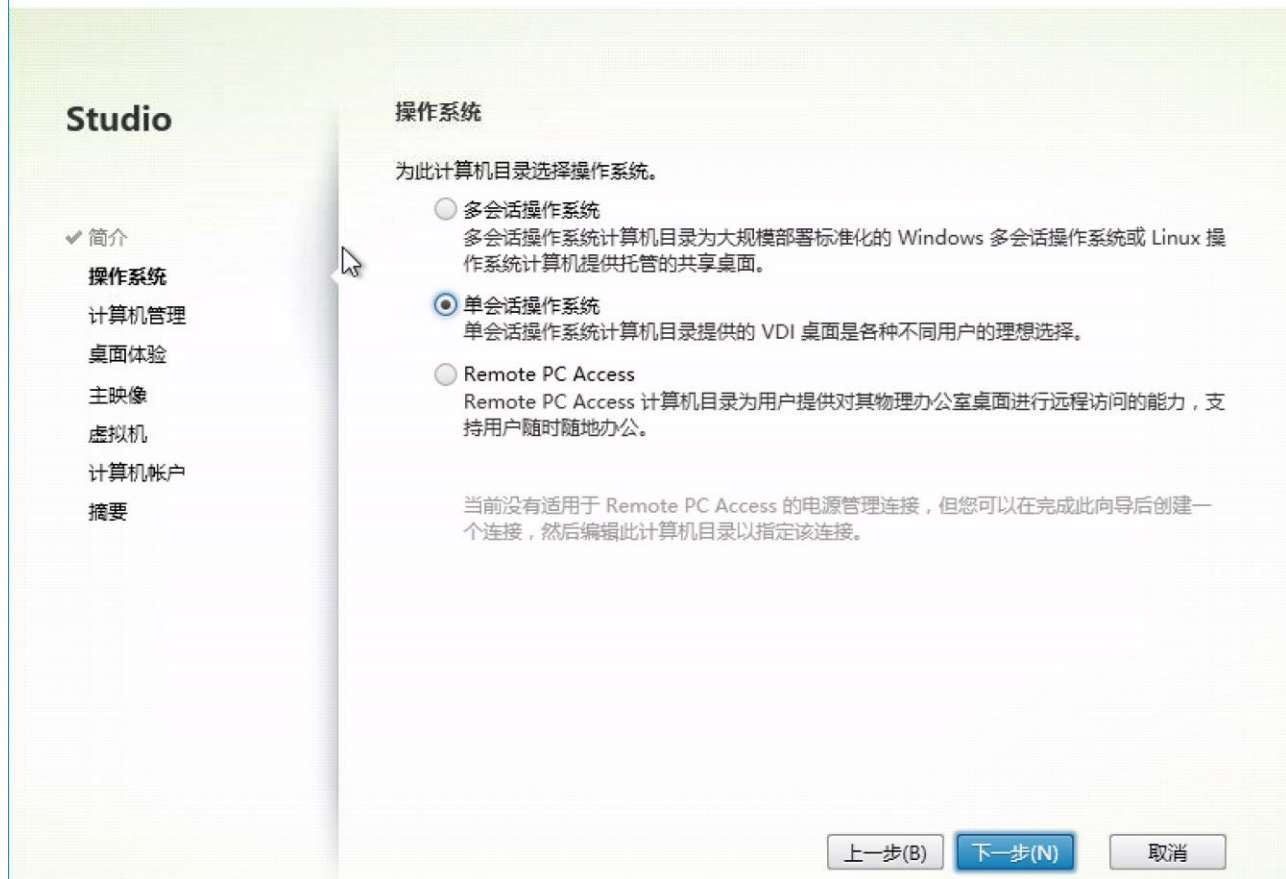 Studio
简介
操作系统
计算机管理
桌面体验
主映像
虚拟机
计算机帐户
摘要
操作系统
为此计算机目录选择操作系统。
多会话操作系统
多会话操作系统计算机目录为大规模部署标准化的 Windows 多会话操作系统或 Linux 操
作系统计算机提供托管的共享桌面。
单会话操作系统
单会话操作系统计算机目录提供的 VDI 桌面是各种不同用户的理想选择。
Remote PC Access
Remote PC Access 计算机目录为用户提供对其物理办公室桌面进行远程访问的能力，支
持用户随时随地办公。
当前没有适用于 Remote PC Access 的电源管理连接，但您可以在完成此向导后创建一
个连接，然后编辑此计算机目录以指定该连接。
上一步(B)
下一步(N)
取消